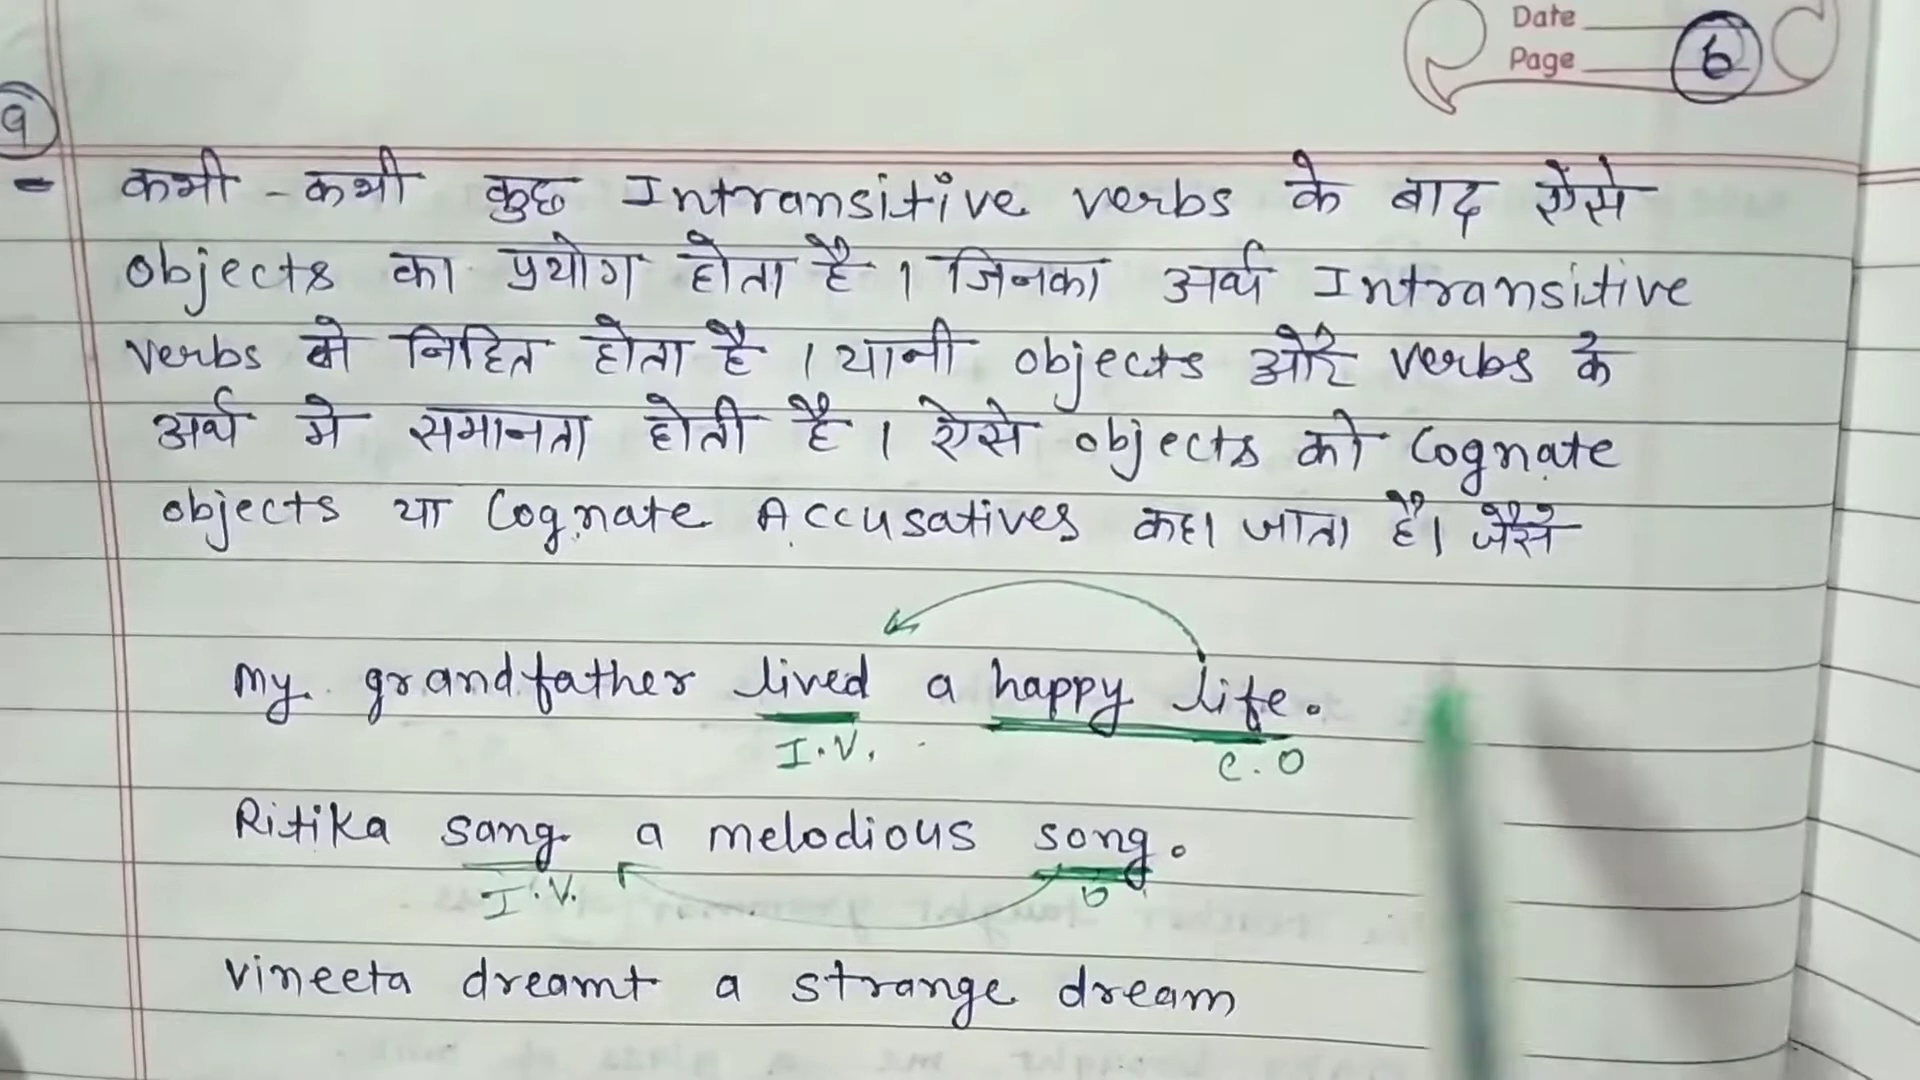 Date
Page 6
9
- कभी - कभी कुछ Intransitive verbs के बाद ऐंसे
objects का प्रयोग होता है । जिनका अर्थ Intransitive
verbs में निहित होता है । यानी objects और verbs के
अर्थ मे समानता होती है । ऐसे objects को Cognate
objects या Cognate Accusatives कहा जाता है। जैसे
My grandfather lived a happy life.
I.V. C.O
Ritika sang a melodious song.
I.V. O
Vineeta dreamt a strange dream